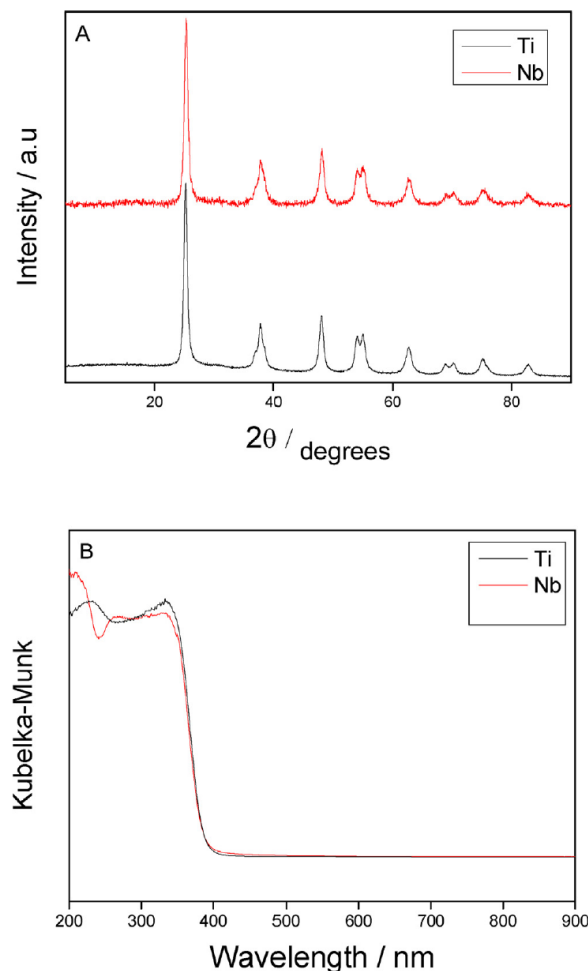 A
Ti
Nb
Intensity / a.u
20
40
60
80
2θ / degrees
B
Ti
Nb
Kubelka-Munk
200
300
400
500
600
700
800
900
Wavelength / nm